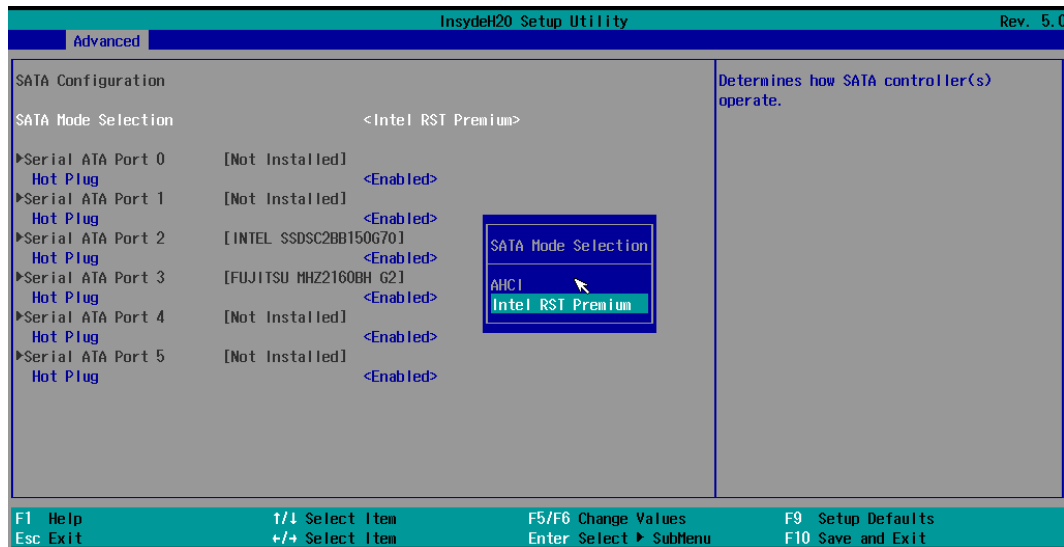 InsydeH20 Setup Utility Rev. 5.0
Advanced
SATA Configuration
SATA Mode Selection <Intel RST Premium>
▶Serial ATA Port 0 [Not Installed]
Hot Plug <Enabled>
▶Serial ATA Port 1 [Not Installed]
Hot Plug <Enabled>
▶Serial ATA Port 2 [INTEL SSDSC2BB150G70]
Hot Plug <Enabled>
▶Serial ATA Port 3 [FUJITSU MHZ2160BH G2]
Hot Plug <Enabled>
▶Serial ATA Port 4 [Not Installed]
Hot Plug <Enabled>
▶Serial ATA Port 5 [Not Installed]
Hot Plug <Enabled>
SATA Mode Selection
AHCI
Intel RST Premium
Determines how SATA controller(s)
operate.
F1 Help ↑/↓ Select Item F5/F6 Change Values F9 Setup Defaults
Esc Exit ←/→ Select Item Enter Select ▶ SubMenu F10 Save and Exit